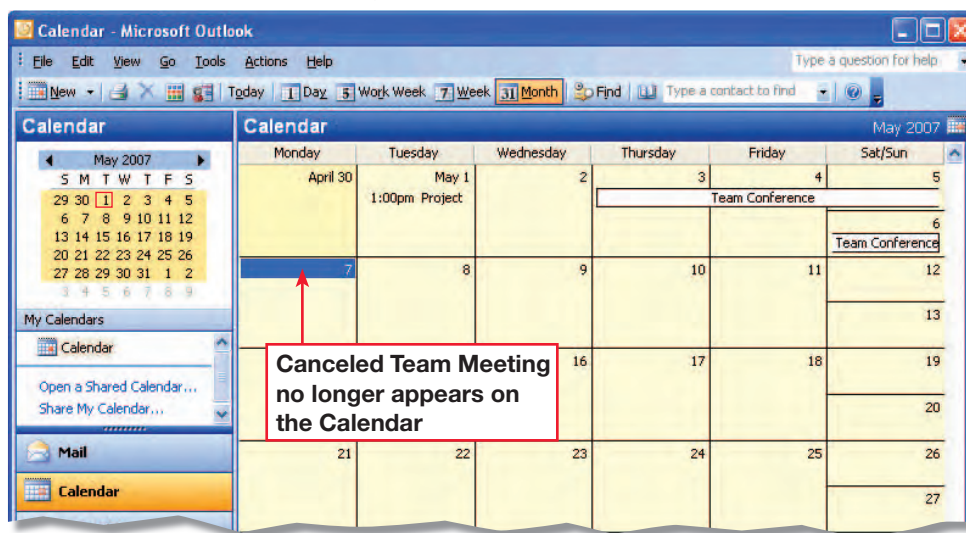 Calendar - Microsoft Outlook
File Edit View Go Tools Actions Help Type a question for help
New Today 1 Day 5 Work Week 7 Week 31 Month Find Type a contact to find
Calendar
May 2007
S M T W T F S
29 30 1 2 3 4 5
6 7 8 9 10 11 12
13 14 15 16 17 18 19
20 21 22 23 24 25 26
27 28 29 30 31 1 2
3 4 5 6 7 8 9
My Calendars
Calendar
Open a Shared Calendar...
Share My Calendar...
Mail
Calendar
Calendar May 2007
Monday Tuesday Wednesday Thursday Friday Sat/Sun
April 30 May 1 2 3 4 5
1:00pm Project Team Conference
6
Team Conference
7 8 9 10 11 12
13
Canceled Team Meeting
no longer appears on
the Calendar
16 17 18 19
20
21 22 23 24 25 26
27